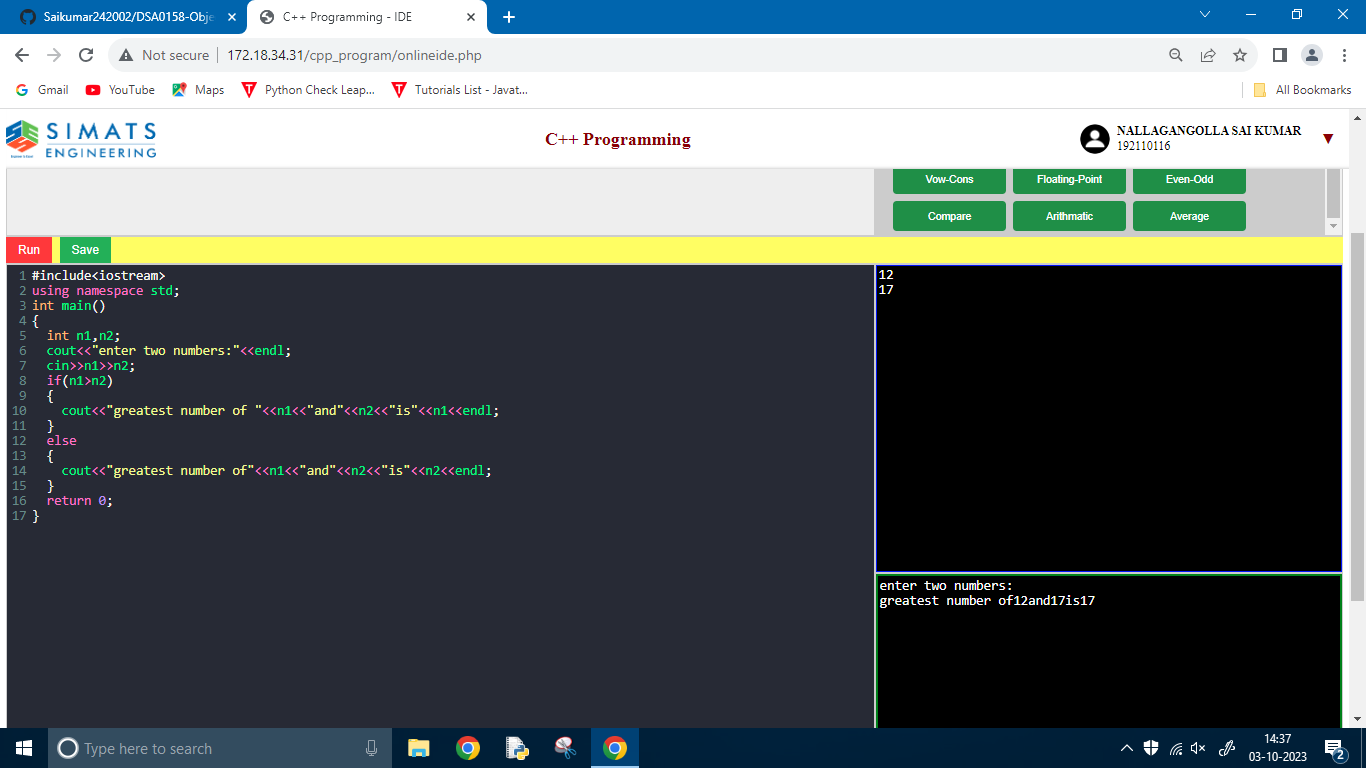 Saikumar242002/DSA0158-Obje
C++ Programming - IDE
Not secure
172.18.34.31/cpp_program/onlineide.php
Gmail
YouTube
Maps
Python Check Leap...
Tutorials List - Javat...
All Bookmarks
SIMATS
ENGINEERING
C++ Programming
NALLAGANGOLLA SAI KUMAR
192110116
Vow-Cons
Floating-Point
Even-Odd
Compare
Arithmatic
Average
Run
Save
1 #include<iostream>
2 using namespace std;
3 int main()
4 {
5   int n1,n2;
6   cout<<"enter two numbers:"<<endl;
7   cin>>n1>>n2;
8   if(n1>n2)
9   {
10     cout<<"greatest number of "<<n1<<"and"<<n2<<"is"<<n1<<endl;
11   }
12   else
13   {
14     cout<<"greatest number of"<<n1<<"and"<<n2<<"is"<<n2<<endl;
15   }
16   return 0;
17 }
12
17
enter two numbers:
greatest number of12and17is17
Type here to search
14:37
03-10-2023
2